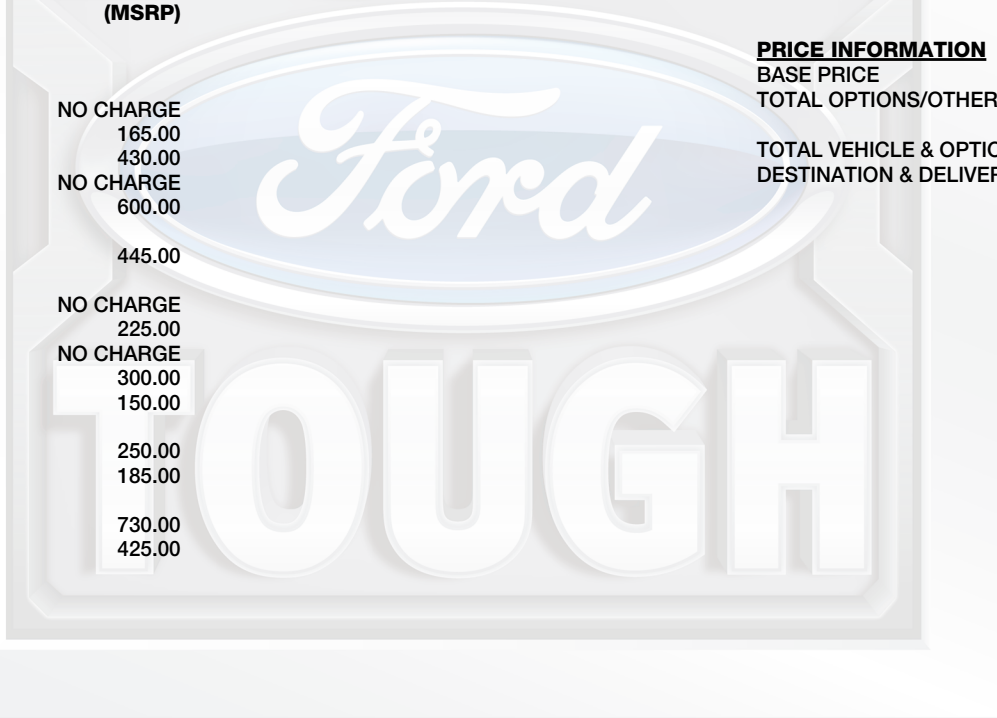 (MSRP)
NO CHARGE
165.00
430.00
NO CHARGE
600.00
445.00
NO CHARGE
225.00
NO CHARGE
300.00
150.00
250.00
185.00
730.00
425.00
PRICE INFORMATION
BASE PRICE
TOTAL OPTIONS/OTHER
TOTAL VEHICLE &
DESTINATION &
Ford
TOUGH